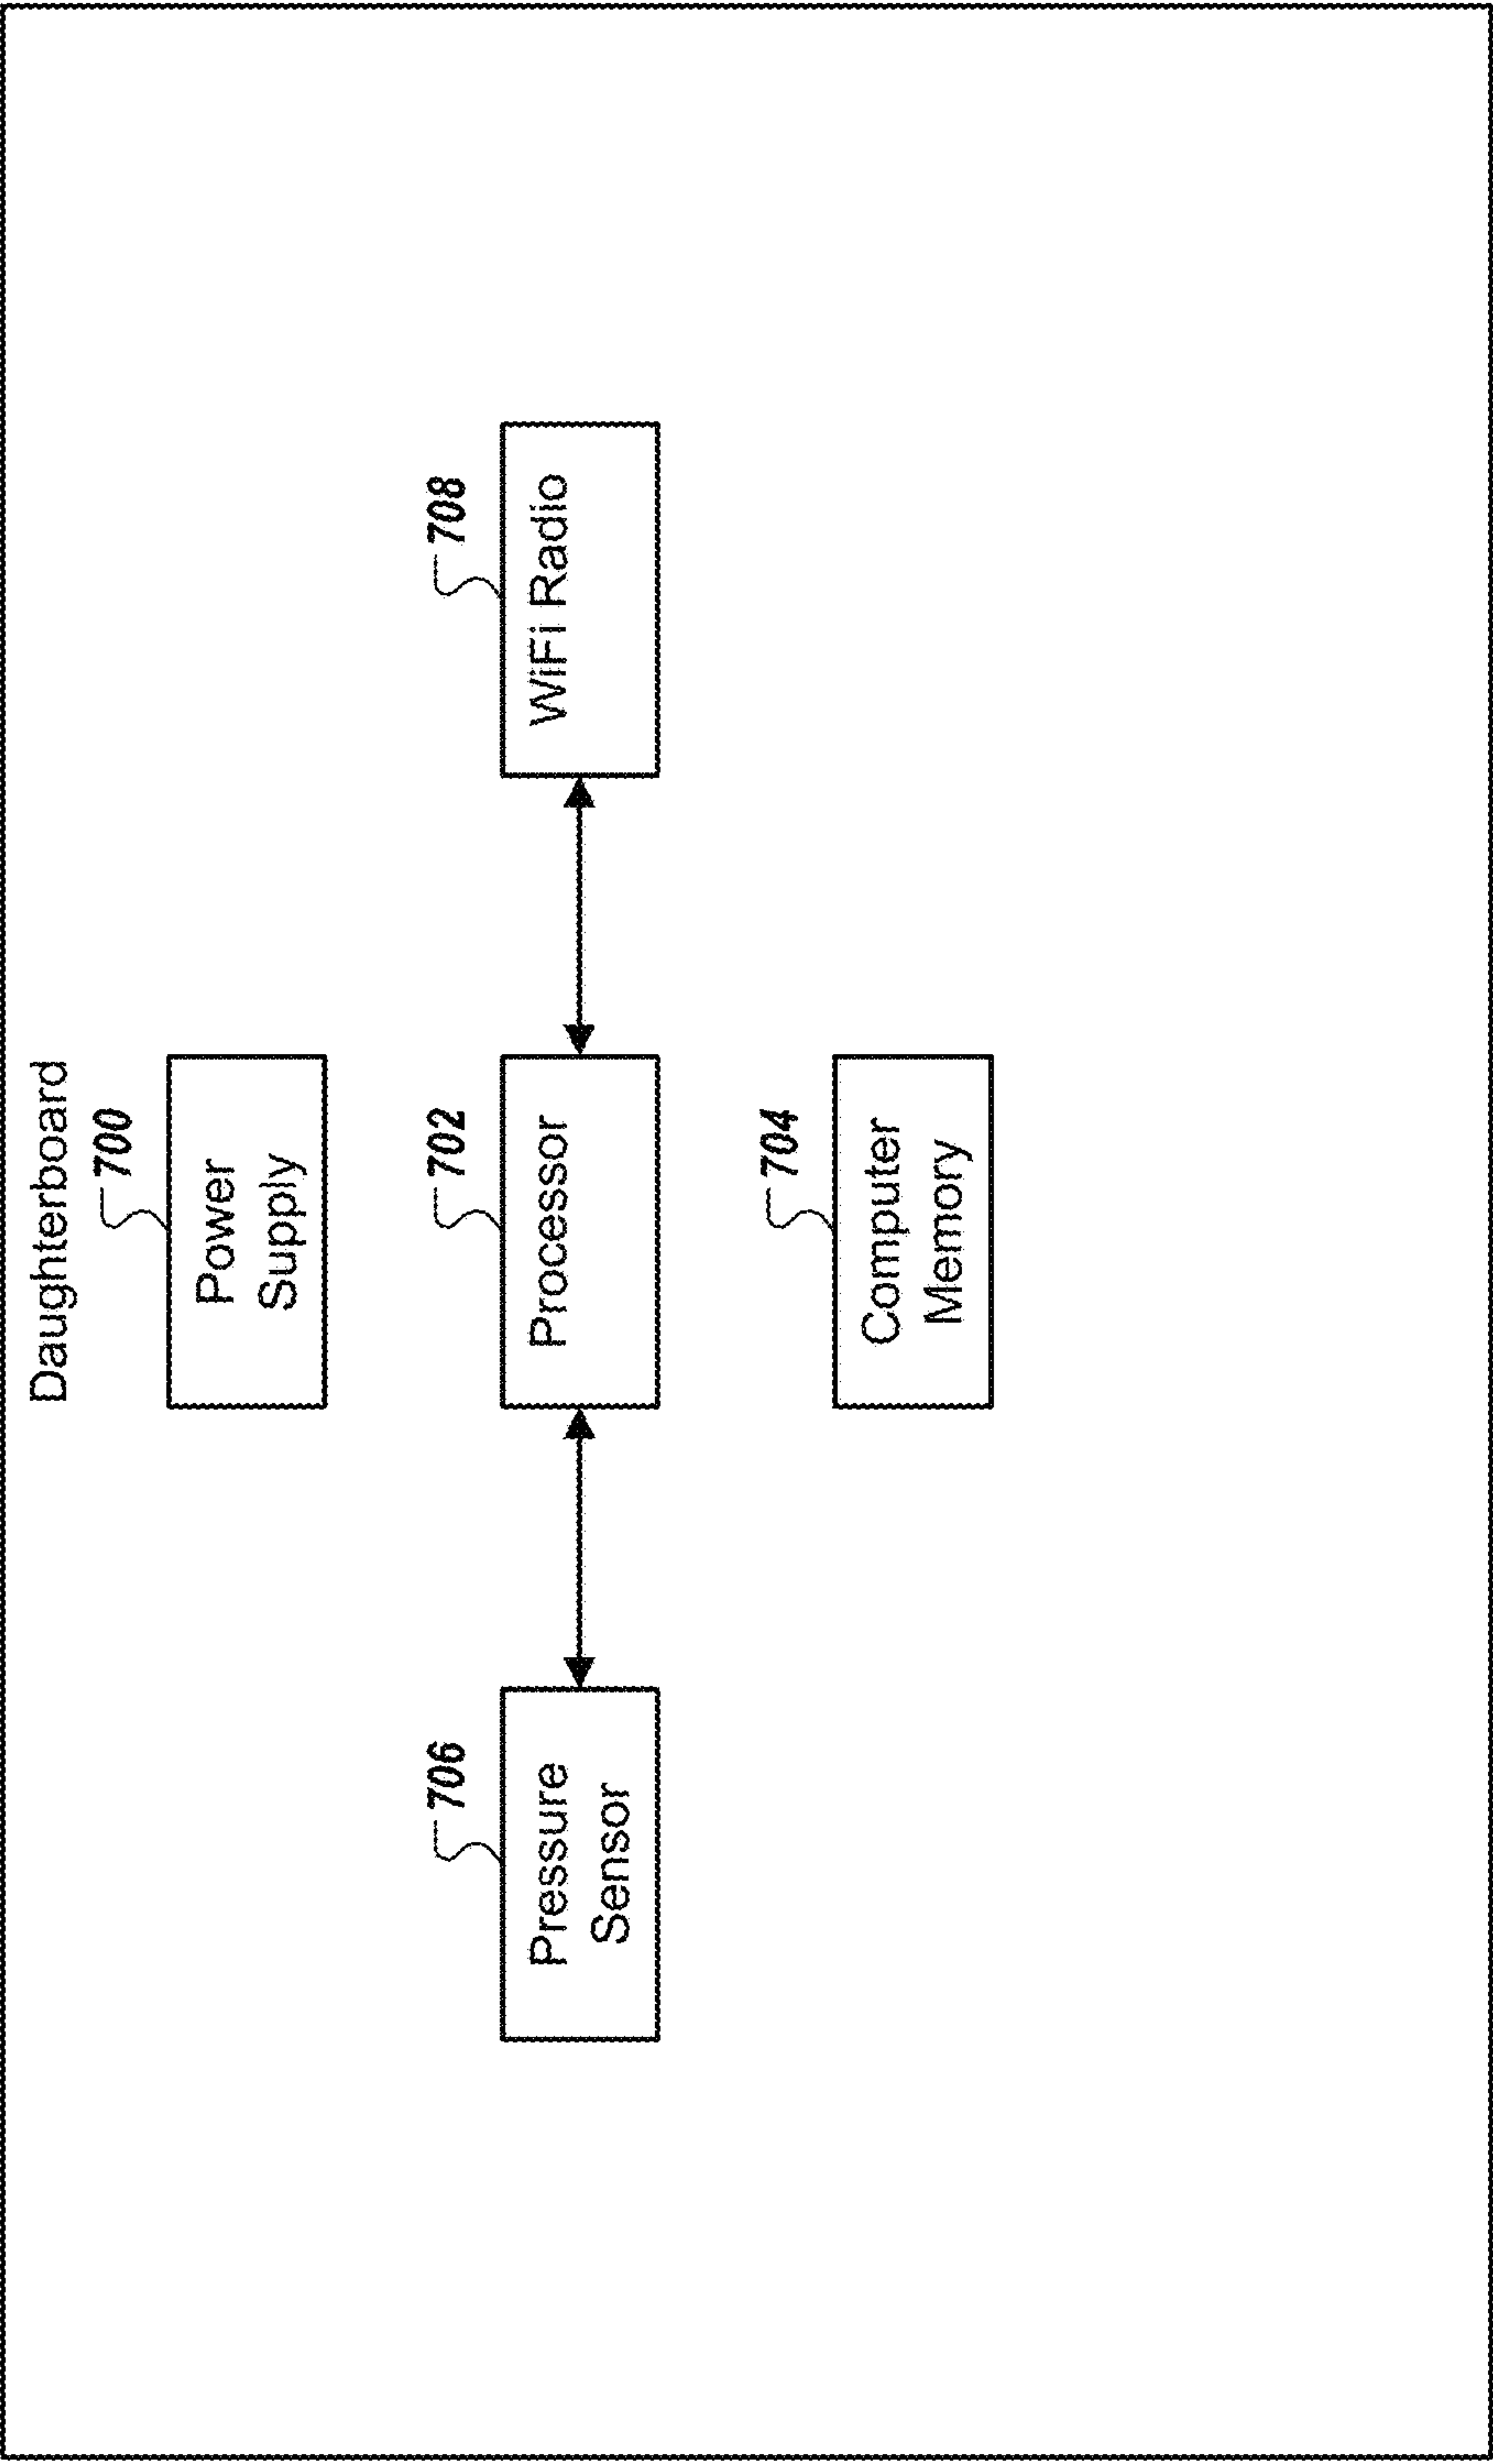 Daughterboard
700
Power
Supply
706
702
708
Pressure
Sensor
Processor
WiFi Radio
704
Computer
Memory